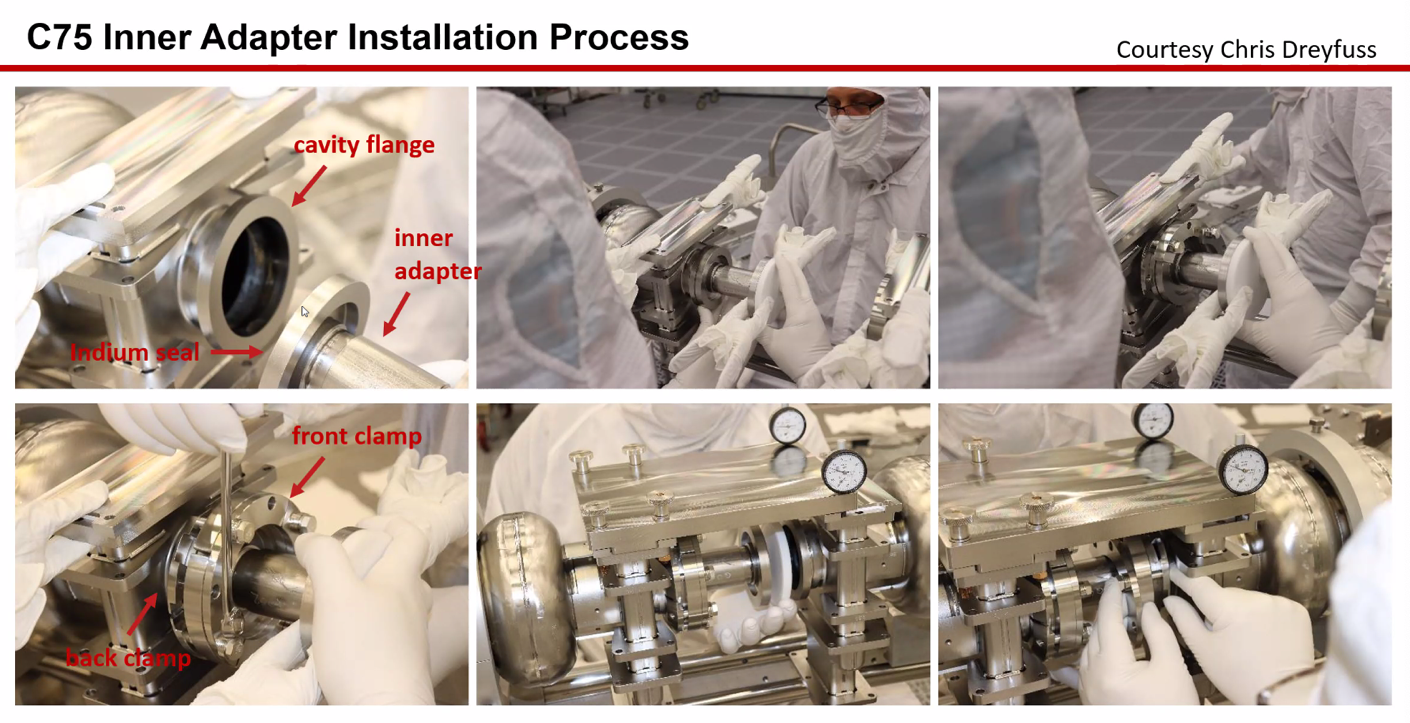 C75 Inner Adapter Installation Process
Courtesy Chris Dreyfuss
cavity flange
inner
adapter
Indium seal
front clamp
back clamp